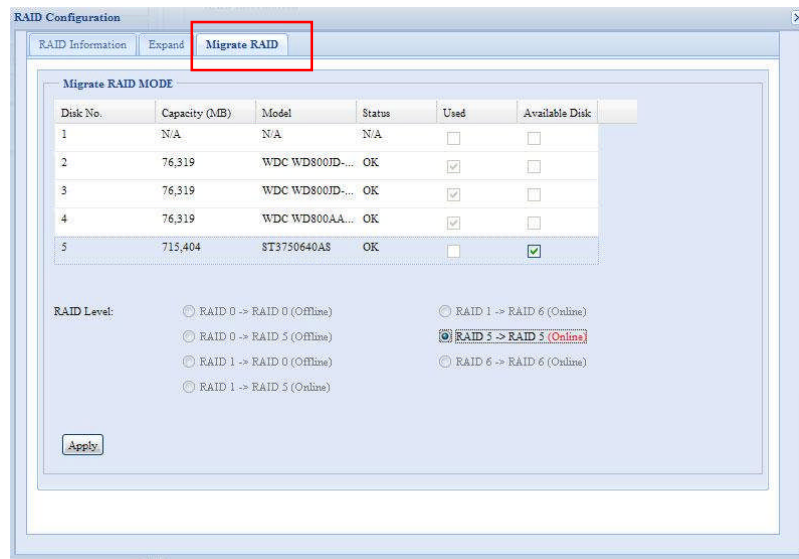 RAID Configuration
RAID Information Expand Migrate RAID
Migrate RAID MODE
Disk No. Capacity (MB) Model Status Used Available Disk
1 N/A N/A N/A
2 76,319 WDC WD800JD-... OK
3 76,319 WDC WD800JD-... OK
4 76,319 WDC WD800AA... OK
5 715,404 ST3750640AS OK
RAID Level: RAID 0 -> RAID 0 (Offline) RAID 1 -> RAID 6 (Online)
RAID 0 -> RAID 5 (Offline) RAID 5 -> RAID 5 (Online)
RAID 1 -> RAID 0 (Offline) RAID 6 -> RAID 6 (Online)
RAID 1 -> RAID 5 (Online)
Apply